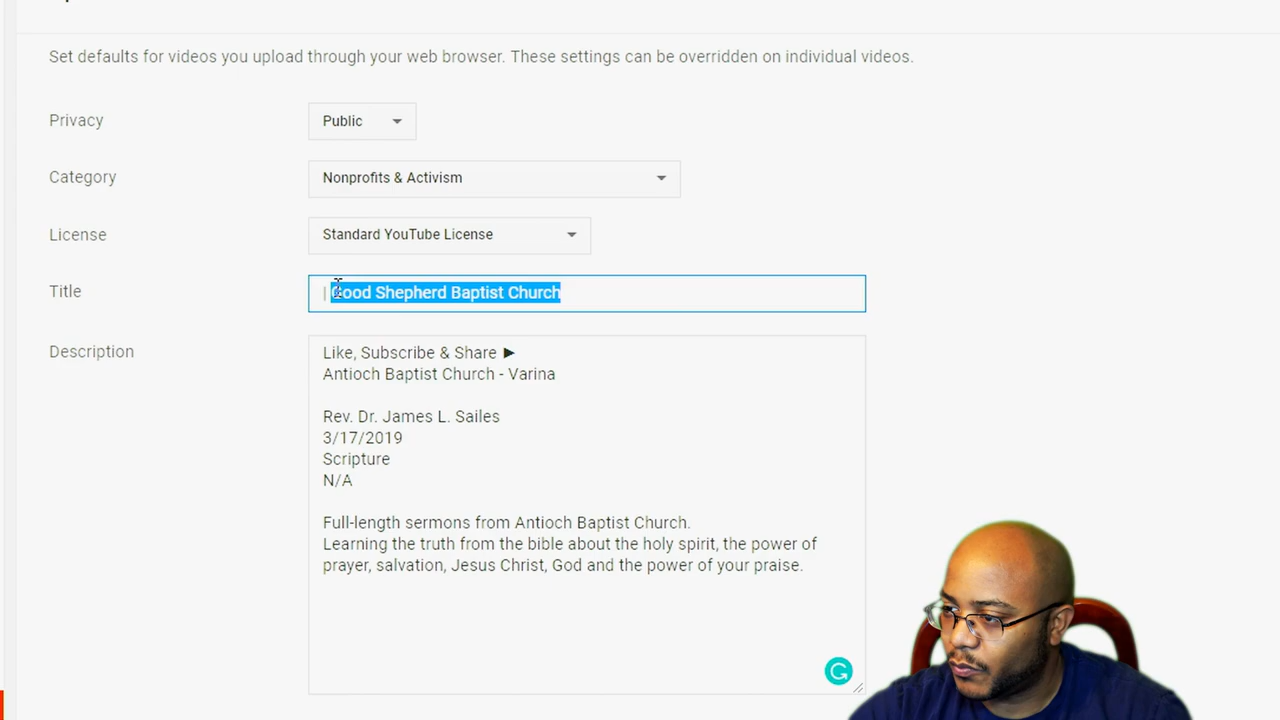 Set defaults for videos you upload through your web browser. These settings can be overridden on individual videos.
Privacy
Public
Category
Nonprofits & Activism
License
Standard YouTube License
Title
| Good Shepherd Baptist Church
Description
Like, Subscribe & Share ►
Antioch Baptist Church - Varina
Rev. Dr. James L. Sailes
3/17/2019
Scripture
N/A
Full-length sermons from Antioch Baptist Church.
Learning the truth from the bible about the holy spirit, the power of
prayer, salvation, Jesus Christ, God and the power of your praise.